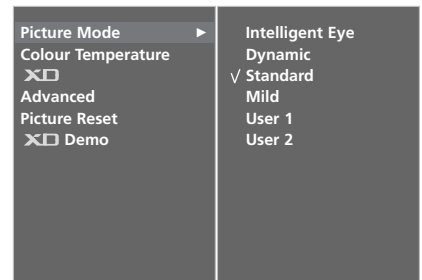 Picture Mode ►
Colour Temperature
XD
Advanced
Picture Reset
XD Demo
Intelligent Eye
Dynamic
√ Standard
Mild
User 1
User 2